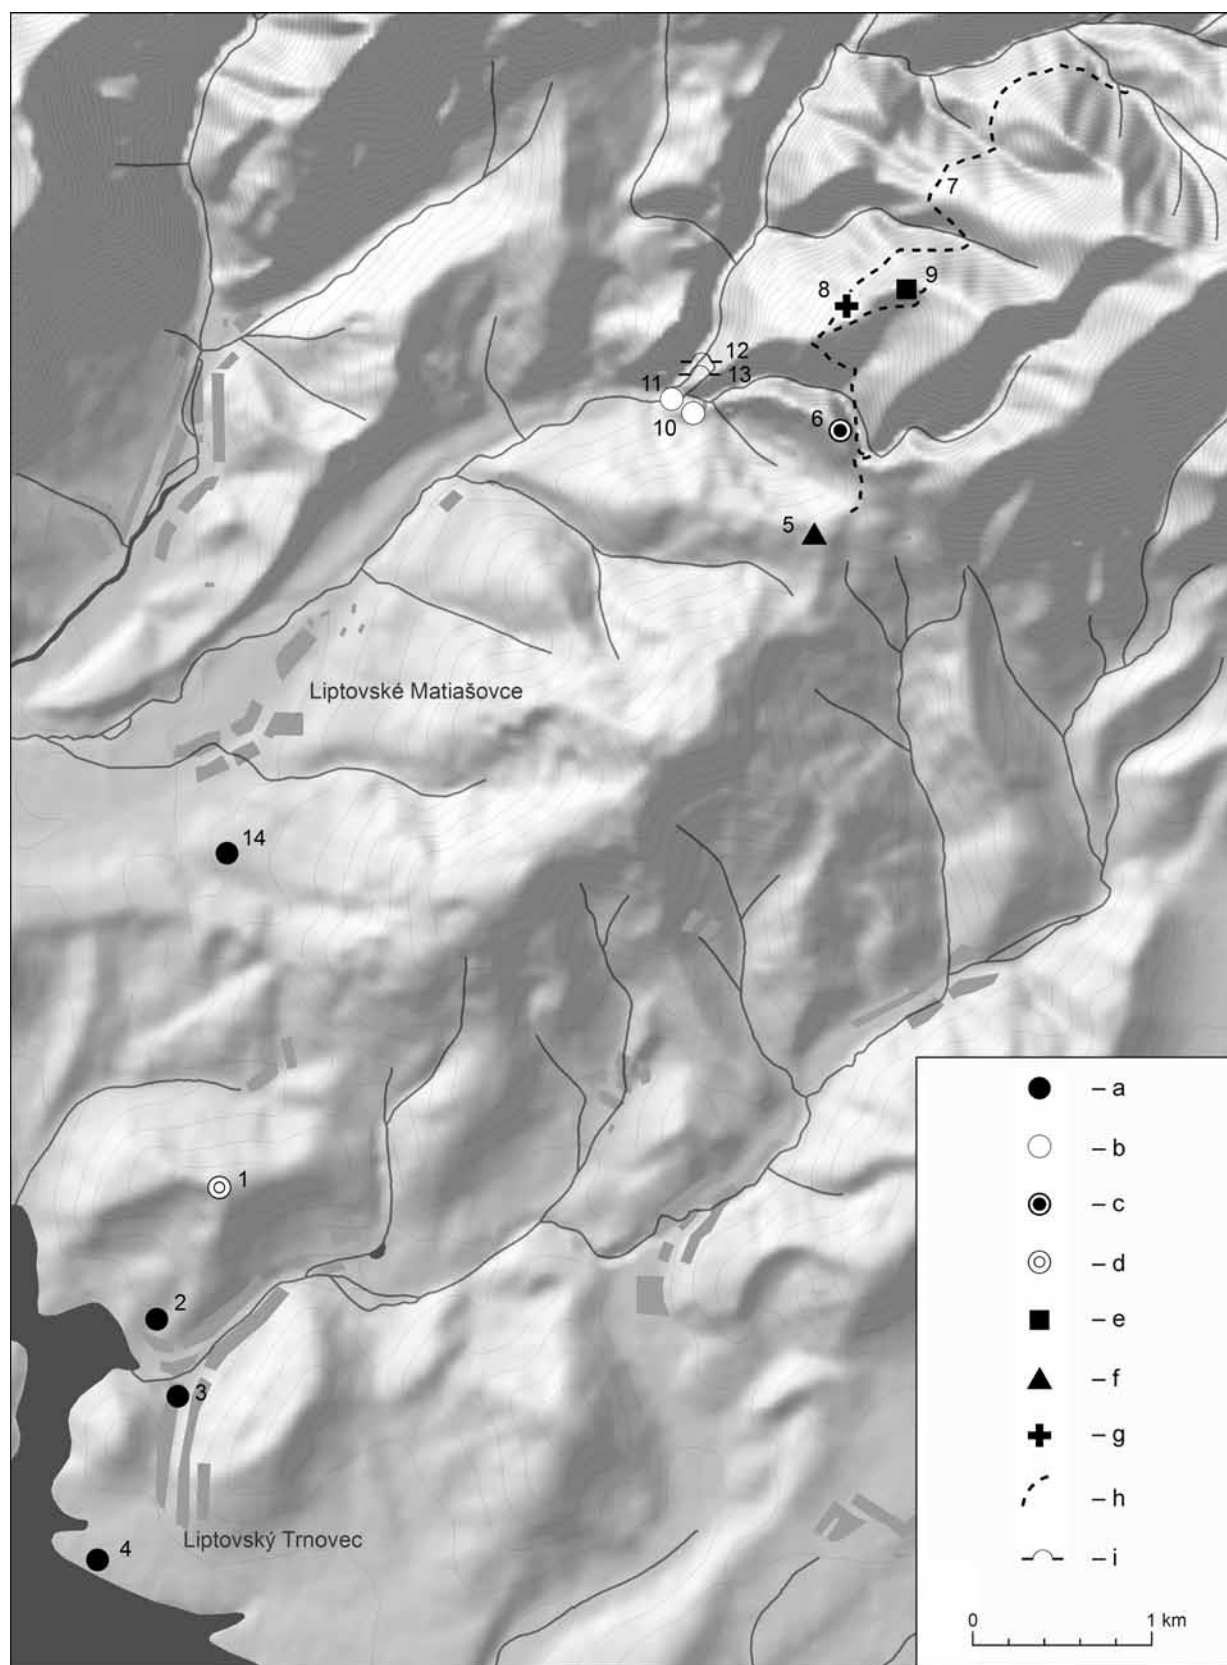 7
8
9
12
13
11
10
6
5
Liptovské Matiašovce
14
1
2
3
Liptovský Trnovec
4
– a
– b
– c
– d
– e
– f
– g
– h
– i
0 1 km